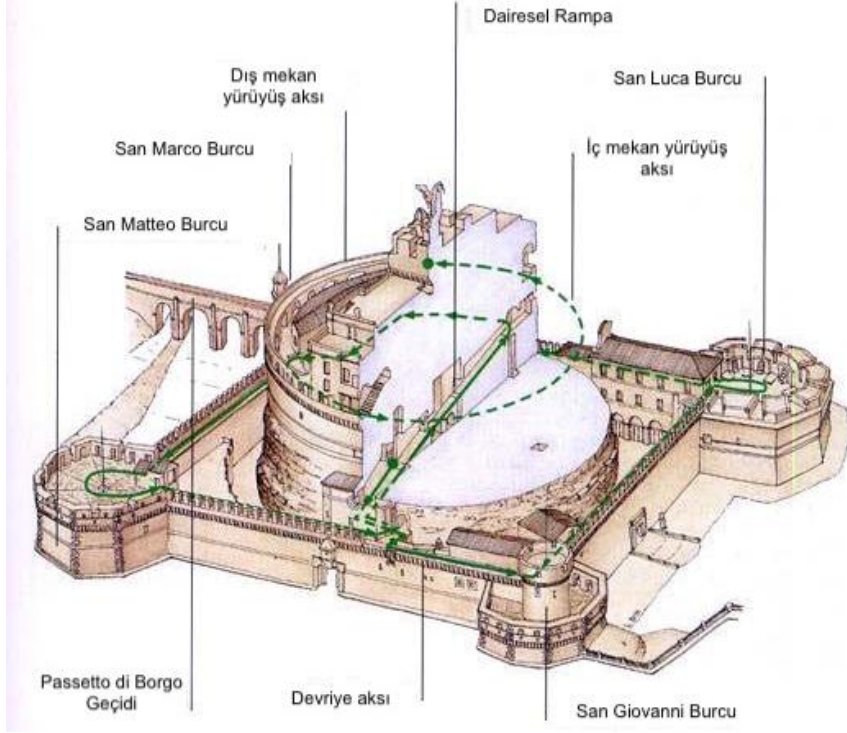 Dairesel Rampa
Dış mekan
yürüyüş aksı
San Luca Burcu
San Marco Burcu
İç mekan yürüyüş
aksı
San Matteo Burcu
Passetto di Borgo
Geçidi
Devriye aksı
San Giovanni Burcu